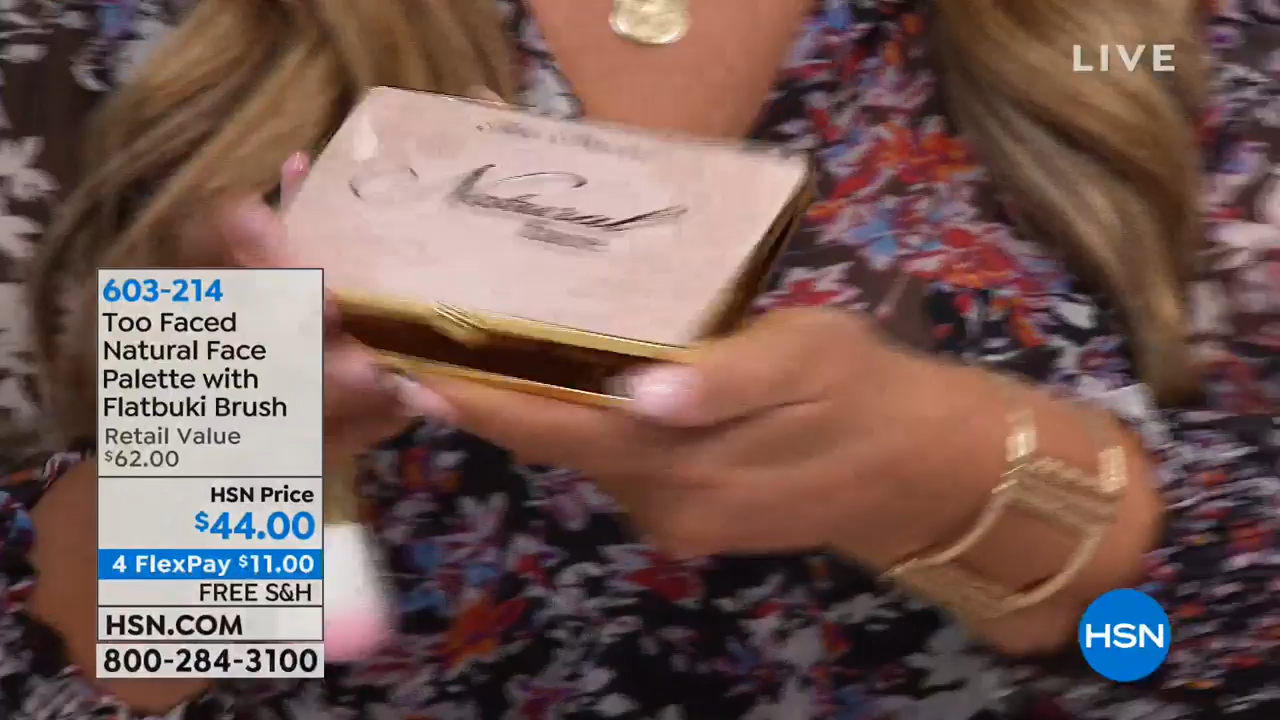 LIVE
Natural
603-214
Too Faced
Natural Face
Palette with
Flatbuki Brush
Retail Value
$62.00
HSN Price
$44.00
4 FlexPay $11.00
FREE S&H
HSN.COM
800-284-3100
HSN